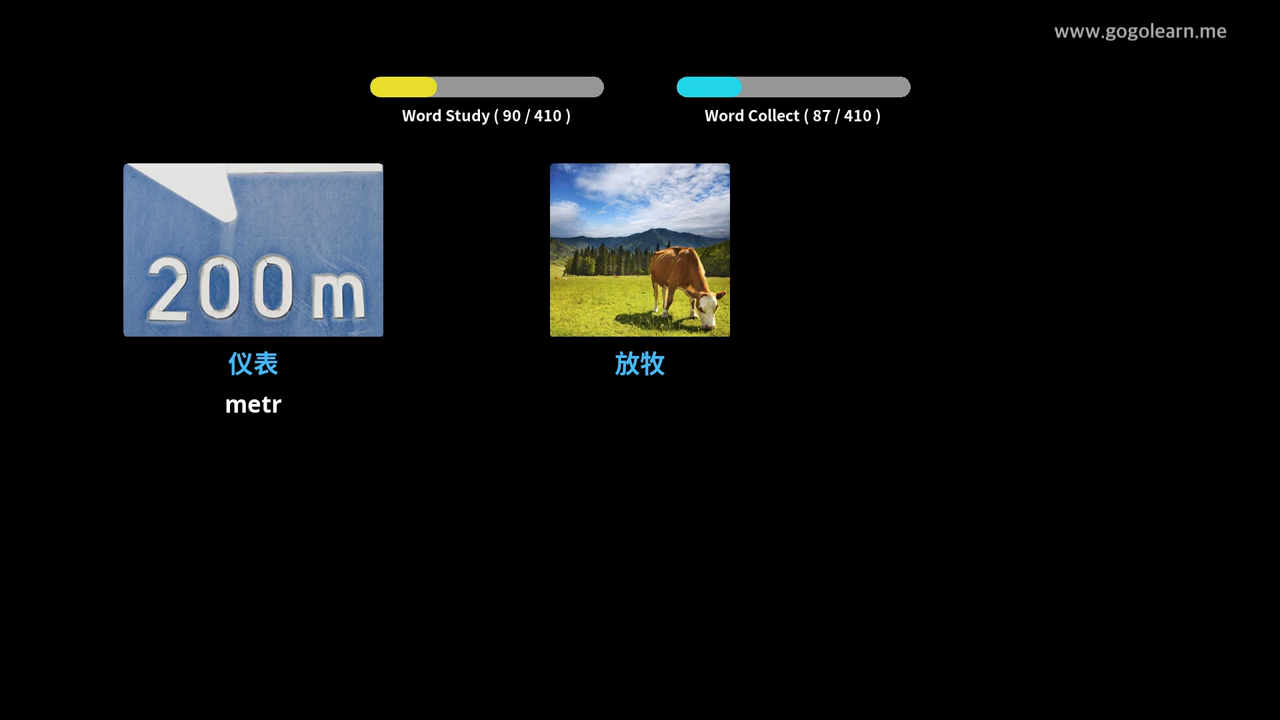 www.gogolearn.me
Word Study ( 90 / 410 )
Word Collect ( 87 / 410 )
200m
仪表
metr
放牧